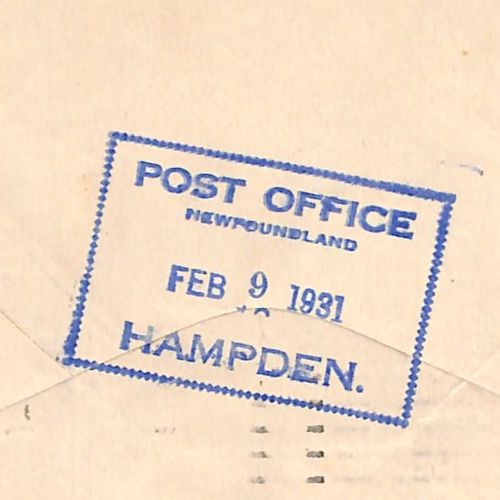 POST OFFICE
NEWFOUNDLAND
FEB 9 1931
HAMPDEN.